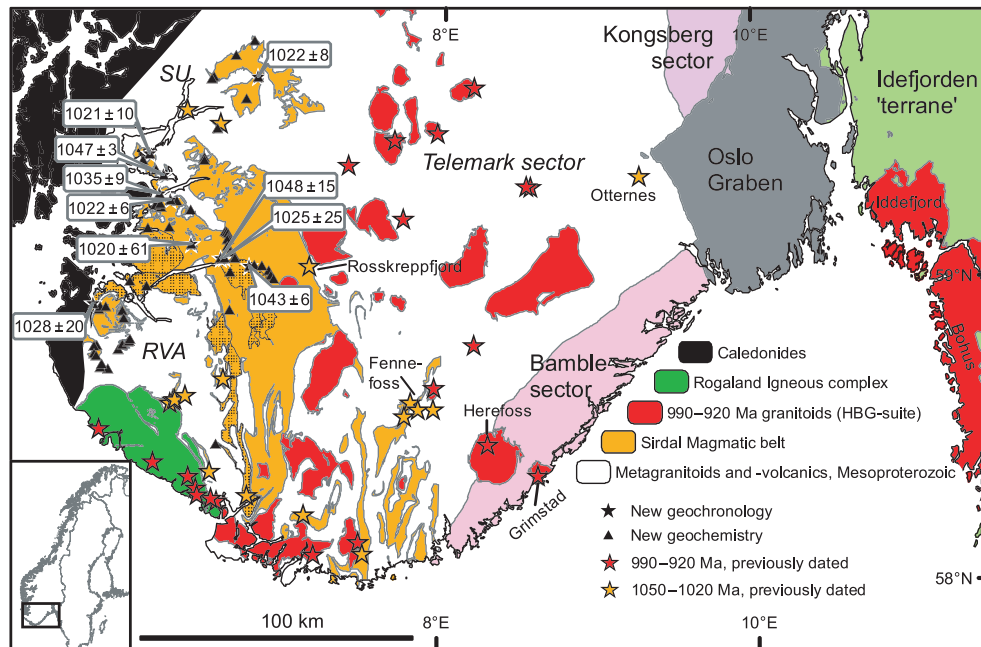 8°E
10°E
Kongsberg
sector
SU
1022±8
Idefjorden
'terrane'
1021±10
1047±3
1035±9
1022±6
1048±15
1025±25
Telemark sector
Otternes
Oslo
Graben
Iddefjord
1020±61
Rosskreppfjord
59°N
1043±6
1028±20
RVA
Bohus
Fenne-
foss
Bamble
sector
Herefoss
Grimstad
Caledonides
Rogaland Igneous complex
990–920 Ma granitoids (HBG-suite)
Sirdal Magmatic belt
Metagranitoids and -volcanics, Mesoproterozoic
New geochronology
New geochemistry
990–920 Ma, previously dated
1050–1020 Ma, previously dated
58°N
100 km
8°E
10°E